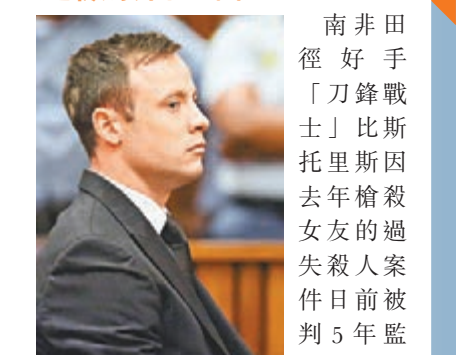 南非田
徑好手
「刀鋒戰
士」比斯
托里斯因
去年槍殺
女友的過
失殺人案
件日前被
判5年監